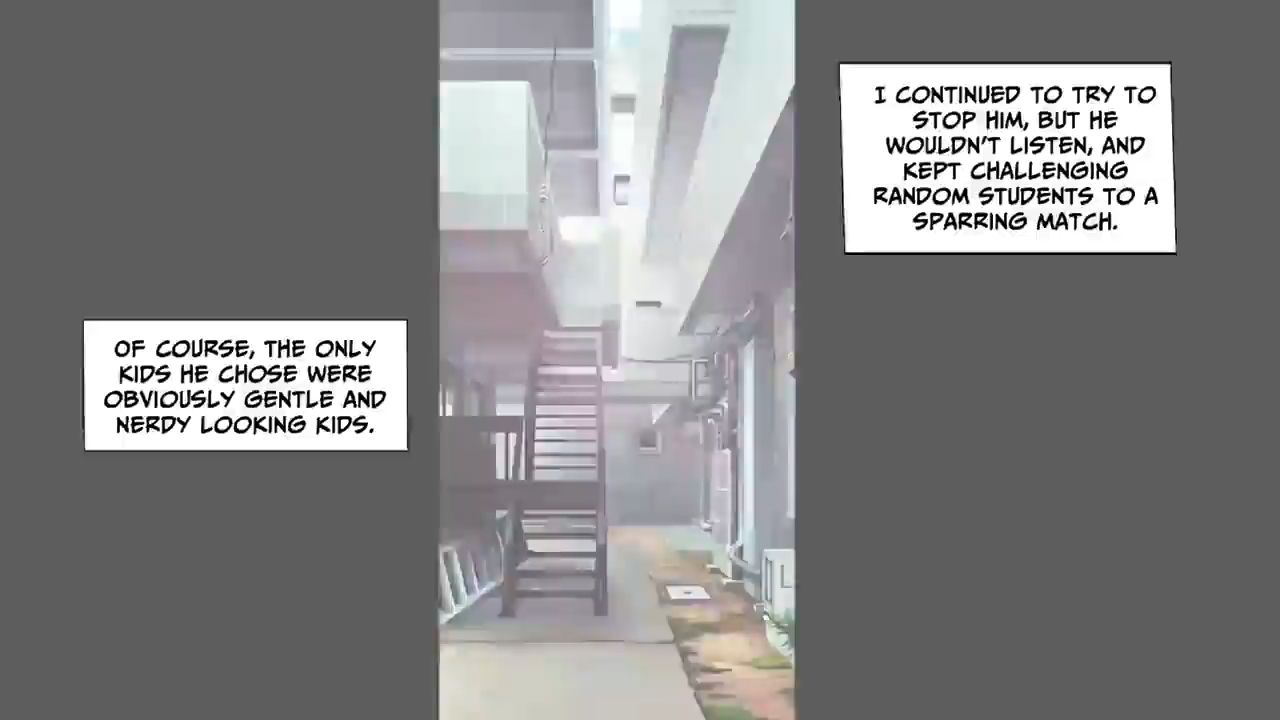 I CONTINUED TO TRY TO
STOP HIM, BUT HE
WOULDN'T LISTEN, AND
KEPT CHALLENGING
RANDOM STUDENTS TO A
SPARRING MATCH.
OF COURSE, THE ONLY
KIDS HE CHOSE WERE
OBVIOUSLY GENTLE AND
NERDY LOOKING KIDS.